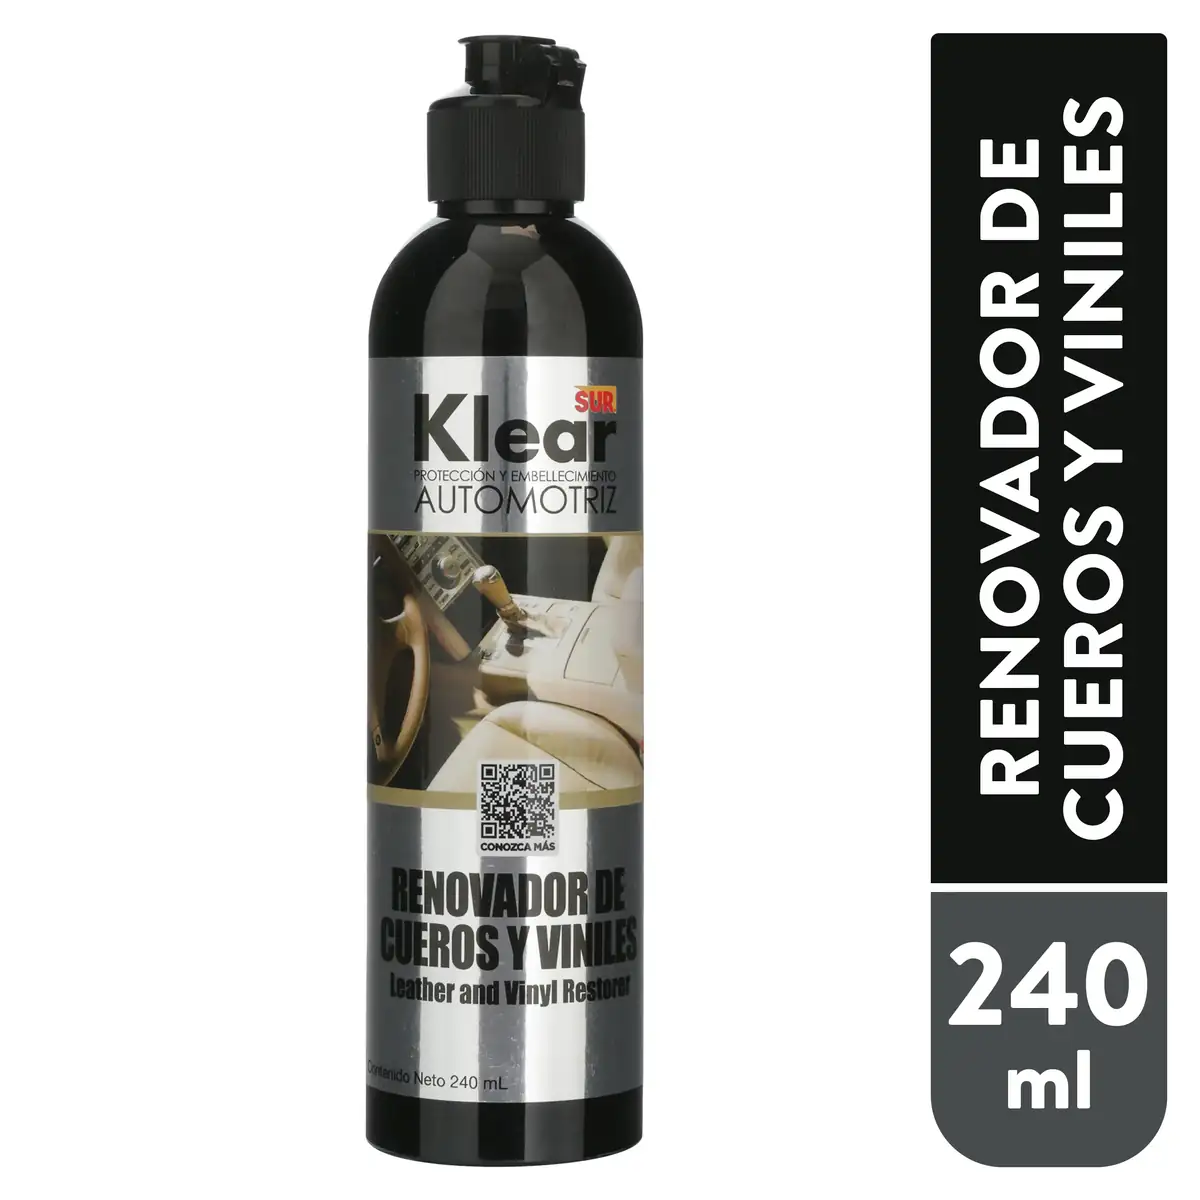 SUR
Klear
PROTECCIÓN Y EMBELLECIMIENTO
AUTOMOTRIZ
CONOZCA MÁS
RENOVADOR DE
CUEROS Y VINILES
Leather and Vinyl Restorer
Contenido Neto 240 mL
RENOVADOR DE
CUEROS Y VINILES
240
ml